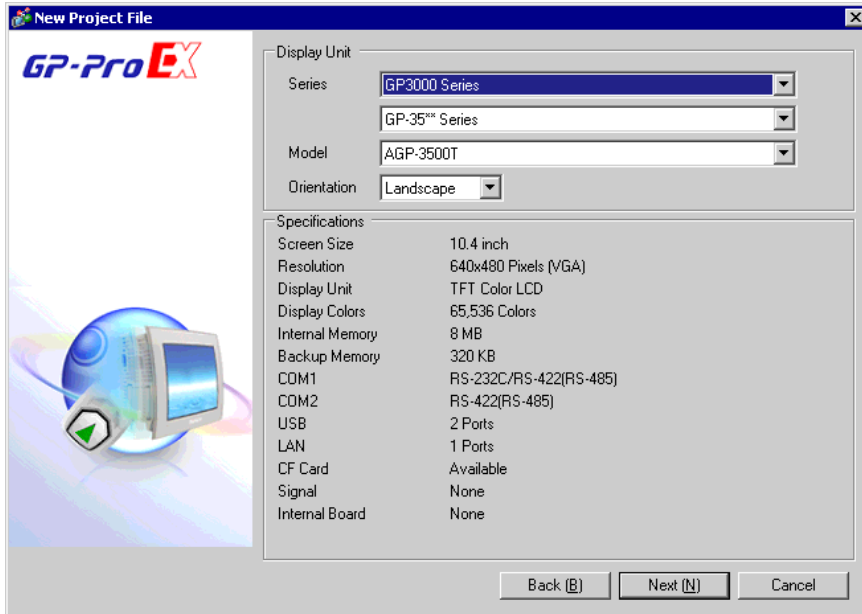 New Project File
GP-Pro EX
Display Unit
Series GP3000 Series
GP-35** Series
Model AGP-3500T
Orientation Landscape
Specifications
Screen Size 10.4 inch
Resolution 640x480 Pixels (VGA)
Display Unit TFT Color LCD
Display Colors 65,536 Colors
Internal Memory 8 MB
Backup Memory 320 KB
COM1 RS-232C/RS-422(RS-485)
COM2 RS-422(RS-485)
USB 2 Ports
LAN 1 Ports
CF Card Available
Signal None
Internal Board None
Back (B) Next (N) Cancel